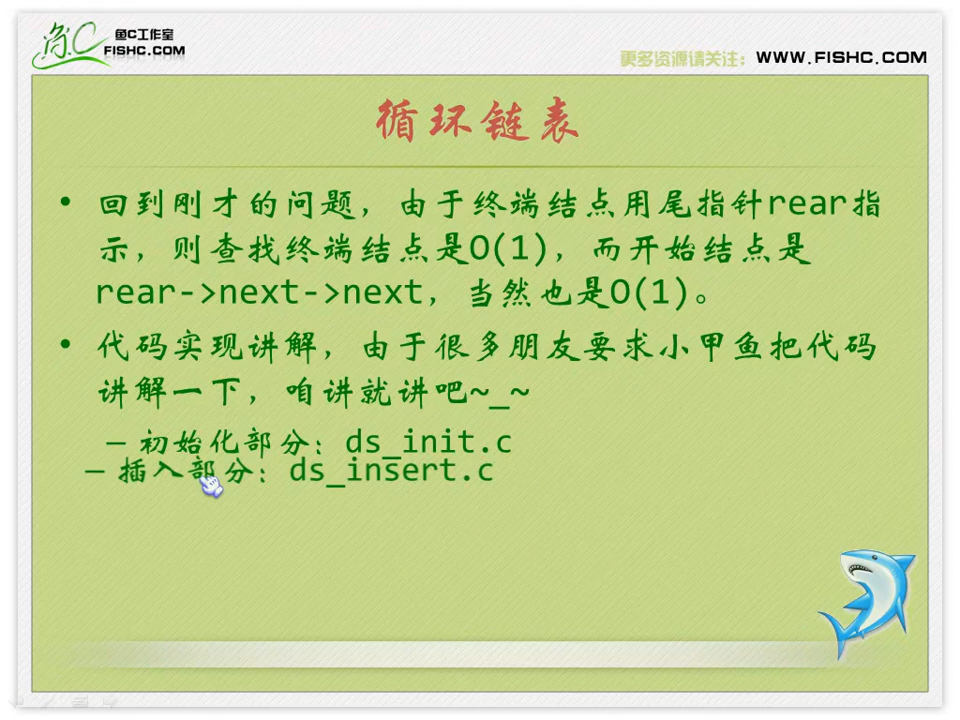 鱼C工作室
FISHC.COM
更多资源请关注：WWW.FISHC.COM
循环链表
• 回到刚才的问题，由于终端结点用尾指针rear指
示，则查找终端结点是O(1)，而开始结点是
rear->next->next，当然也是O(1)。
• 代码实现讲解，由于很多朋友要求小甲鱼把代码
讲解一下，咱讲就讲吧~_~
– 初始化部分：ds_init.c
– 插入部分：ds_insert.c